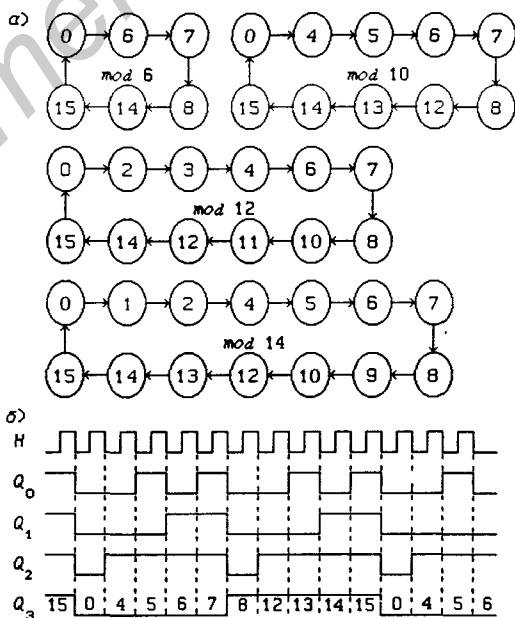 а)
0 6 7 0 4 5 6 7
mod 6 mod 10
15 14 8 15 14 13 12 8
0 2 3 4 6 7
mod 12
15 14 12 11 10 8
0 1 2 4 5 6 7
mod 14
15 14 13 12 10 9 8
б)
H
Q0
Q1
Q2
Q3 15 0 4 5 6 7 8 12 13 14 15 0 4 5 6